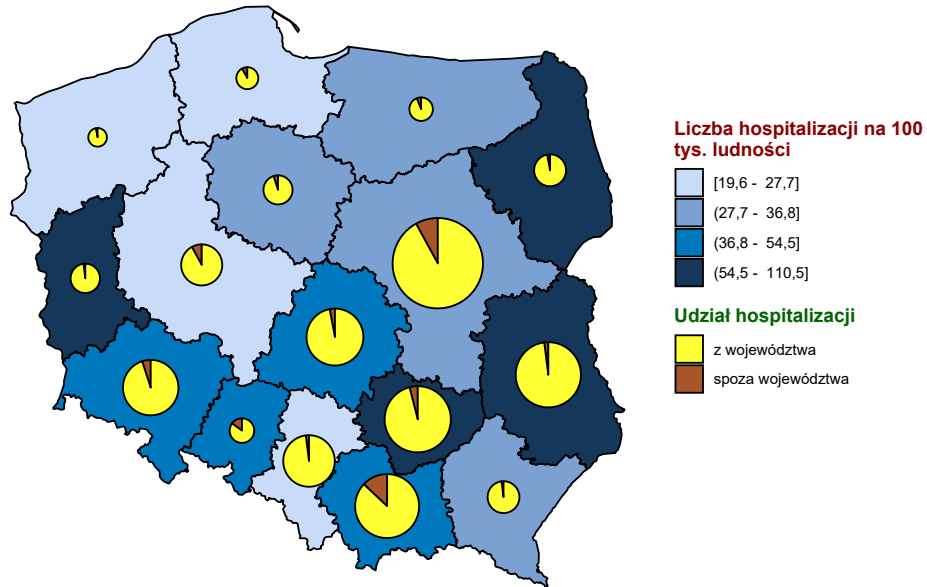 Liczba hospitalizacji na 100
tys. ludności
[19,6 - 27,7]
(27,7 - 36,8]
(36,8 - 54,5]
(54,5 - 110,5]
Udział hospitalizacji
z województwa
spoza województwa